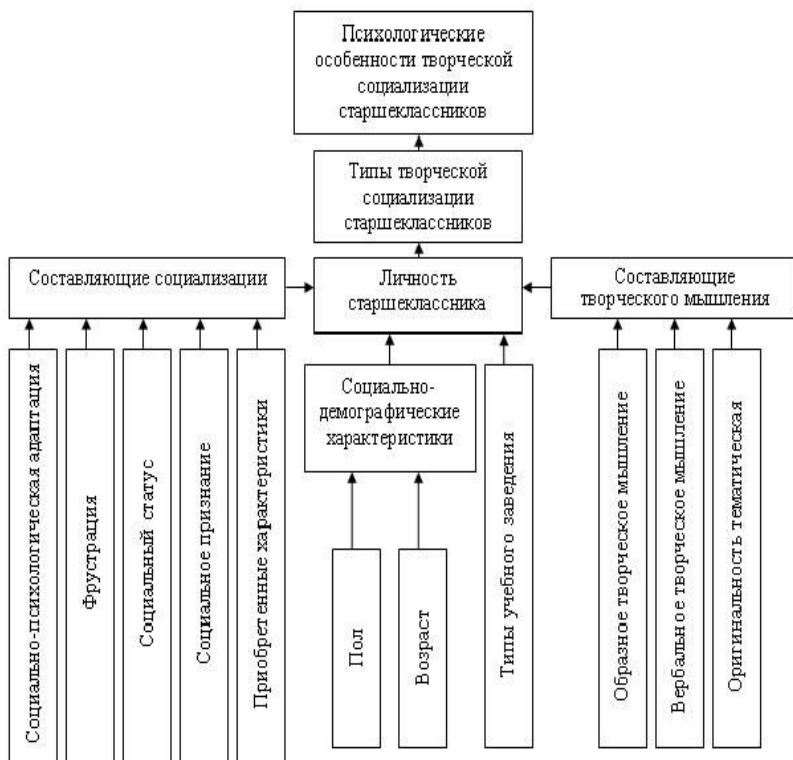 Психологические
особенности творческой
социализации
старшеклассников
Типы творческой
социализации
старшеклассников
Составляющие социализации
Личность
старшеклассника
Составляющие
творческого мышления
Социально-психологическая адаптация
Фрустрация
Социальный статус
Социальное признание
Приобретенные характеристики
Социально-
демографические
характеристики
Пол
Возраст
Типы учебного заведения
Образное творческое мышление
Вербальное творческое мышление
Оригинальность тематическая